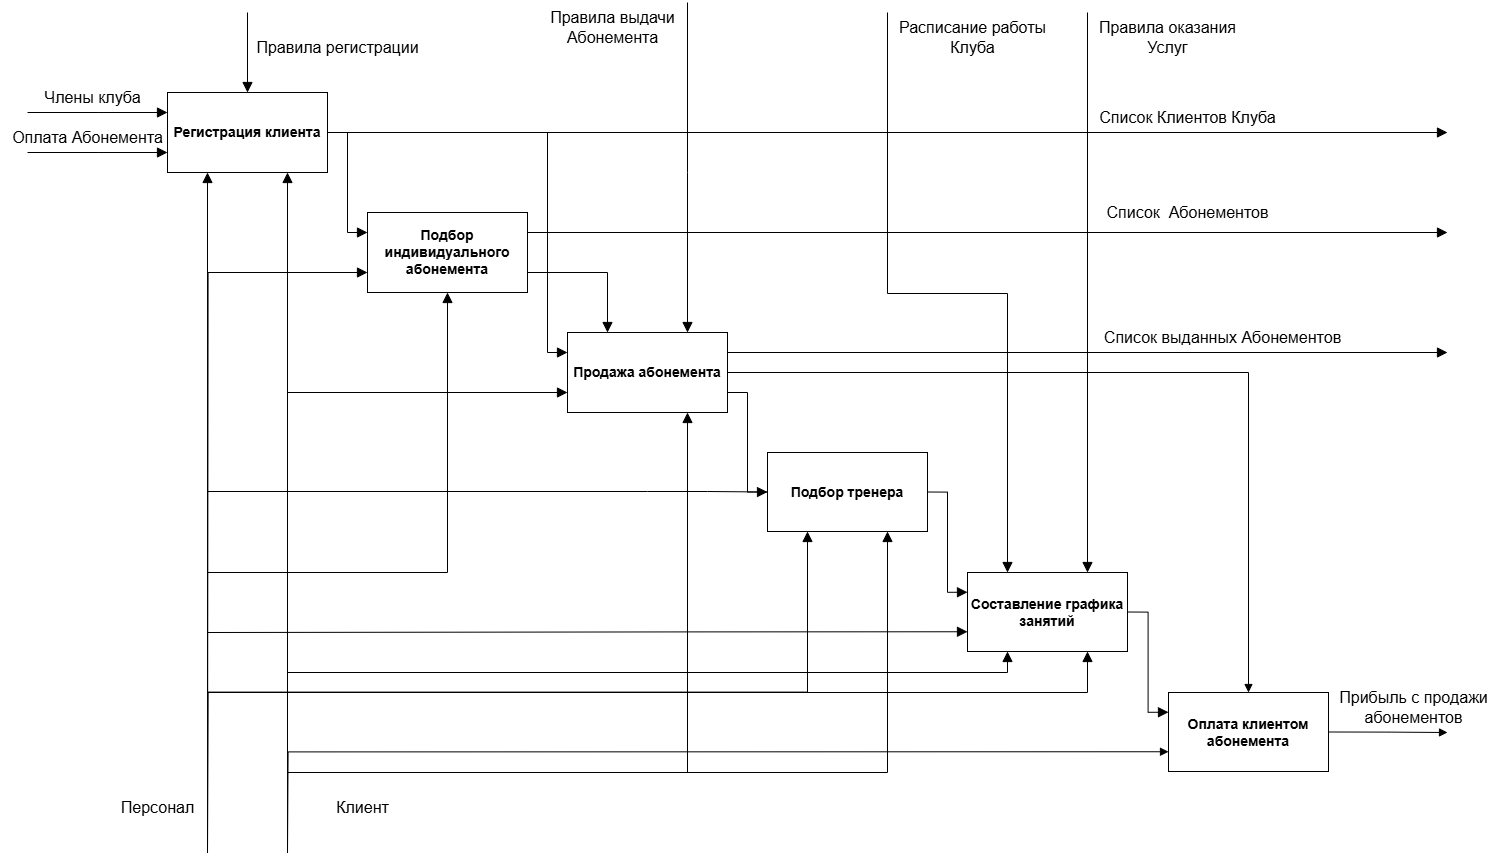 Правила выдачи
Абонемента
Расписание работы
Клуба
Правила оказания
Услуг
Правила регистрации
Члены клуба
Оплата Абонемента
Регистрация клиента
Список Клиентов Клуба
Подбор
индивидуального
абонемента
Список Абонементов
Продажа абонемента
Список выданных Абонементов
Подбор тренера
Составление графика
занятий
Оплата клиентом
абонемента
Прибыль с продажи
абонементов
Персонал
Клиент